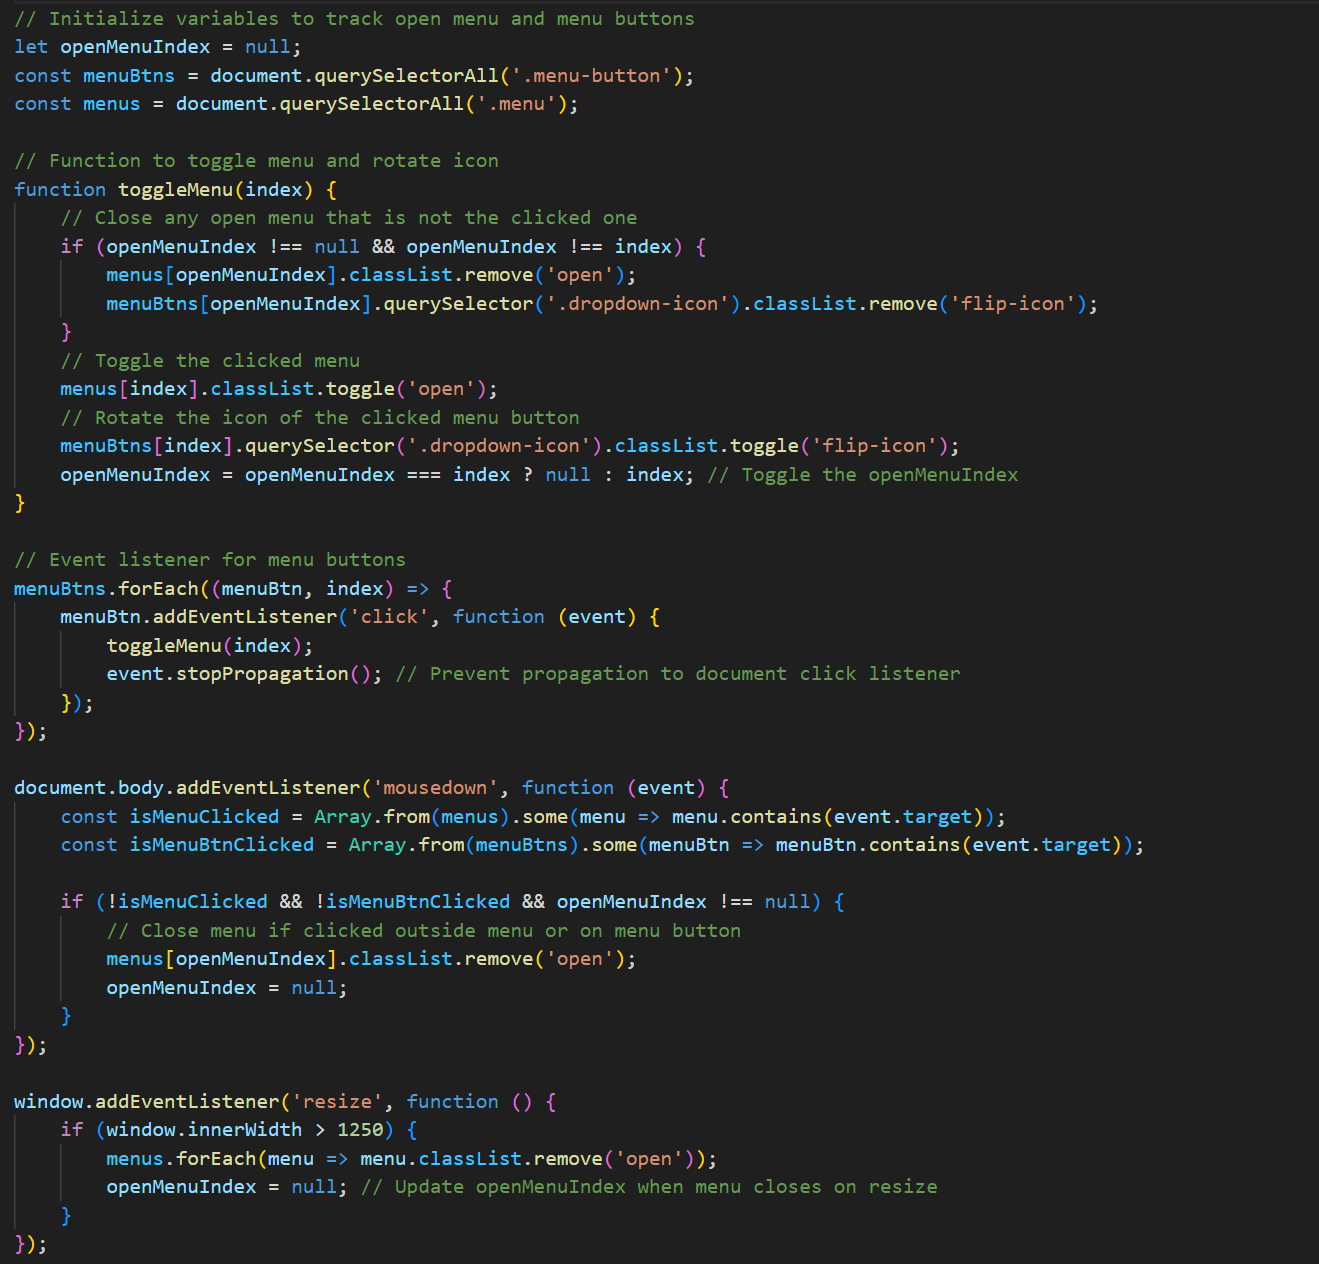 // Initialize variables to track open menu and menu buttons
let openMenuIndex = null;
const menuBtns = document.querySelectorAll('.menu-button');
const menus = document.querySelectorAll('.menu');

// Function to toggle menu and rotate icon
function toggleMenu(index) {
    // Close any open menu that is not the clicked one
    if (openMenuIndex !== null && openMenuIndex !== index) {
        menus[openMenuIndex].classList.remove('open');
        menuBtns[openMenuIndex].querySelector('.dropdown-icon').classList.remove('flip-icon');
    }
    // Toggle the clicked menu
    menus[index].classList.toggle('open');
    // Rotate the icon of the clicked menu button
    menuBtns[index].querySelector('.dropdown-icon').classList.toggle('flip-icon');
    openMenuIndex = openMenuIndex === index ? null : index; // Toggle the openMenuIndex
}

// Event listener for menu buttons
menuBtns.forEach((menuBtn, index) => {
    menuBtn.addEventListener('click', function (event) {
        toggleMenu(index);
        event.stopPropagation(); // Prevent propagation to document click listener
    });
});

document.body.addEventListener('mousedown', function (event) {
    const isMenuClicked = Array.from(menus).some(menu => menu.contains(event.target));
    const isMenuBtnClicked = Array.from(menuBtns).some(menuBtn => menuBtn.contains(event.target));

    if (!isMenuClicked && !isMenuBtnClicked && openMenuIndex !== null) {
        // Close menu if clicked outside menu or on menu button
        menus[openMenuIndex].classList.remove('open');
        openMenuIndex = null;
    }
});

window.addEventListener('resize', function () {
    if (window.innerWidth > 1250) {
        menus.forEach(menu => menu.classList.remove('open'));
        openMenuIndex = null; // Update openMenuIndex when menu closes on resize
    }
});